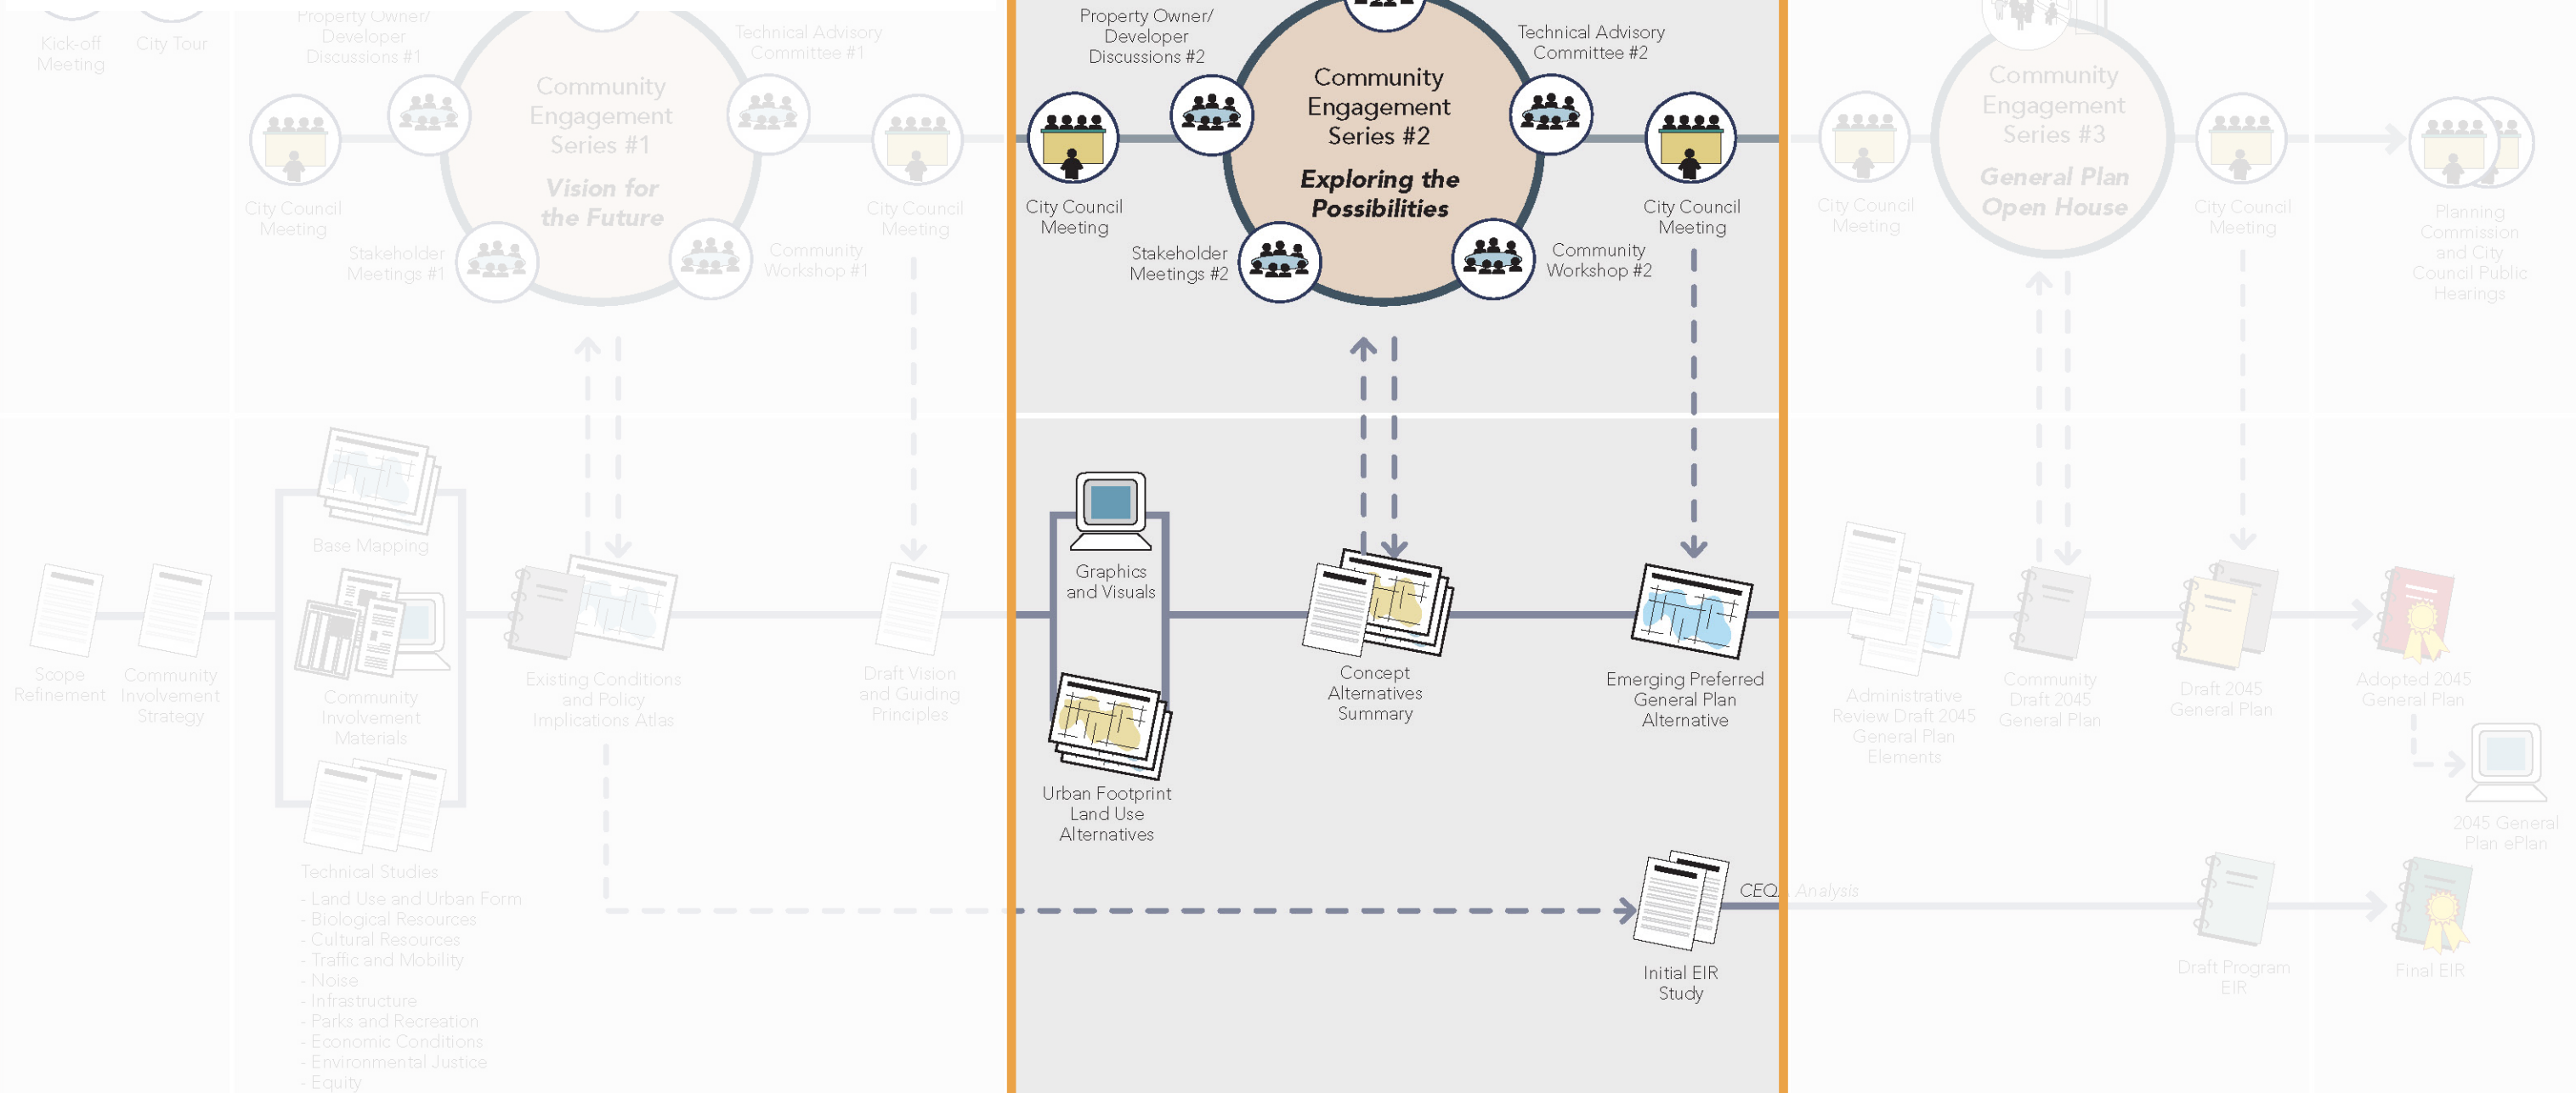 Kick-off
Meeting
City Tour
Property Owner/
Developer
Discussions #1
Technical Advisory
Committee #1
Community
Engagement
Series #1
Vision for
the Future
City Council
Meeting
Stakeholder
Meetings #1
Community
Workshop #1
City Council
Meeting
Property Owner/
Developer
Discussions #2
Technical Advisory
Committee #2
Community
Engagement
Series #2
Exploring the
Possibilities
City Council
Meeting
Stakeholder
Meetings #2
Community
Workshop #2
City Council
Meeting
City Council
Meeting
Community
Engagement
Series #3
General Plan
Open House
City Council
Meeting
Planning
Commission
and City
Council Public
Hearings
Scope
Refinement
Community
Involvement
Strategy
Base Mapping
Community
Involvement
Materials
Technical Studies
- Land Use and Urban Form
- Biological Resources
- Cultural Resources
- Traffic and Mobility
- Noise
- Infrastructure
- Parks and Recreation
- Economic Conditions
- Environmental Justice
- Equity
Existing Conditions
and Policy
Implications Atlas
Draft Vision
and Guiding
Principles
Graphics
and Visuals
Urban Footprint
Land Use
Alternatives
Concept
Alternatives
Summary
Emerging Preferred
General Plan
Alternative
Initial EIR
Study
CEQA Analysis
Administrative
Review Draft 2045
General Plan
Elements
Community
Draft 2045
General Plan
Draft 2045
General Plan
Adopted 2045
General Plan
2045 General
Plan ePlan
Draft Program
EIR
Final EIR